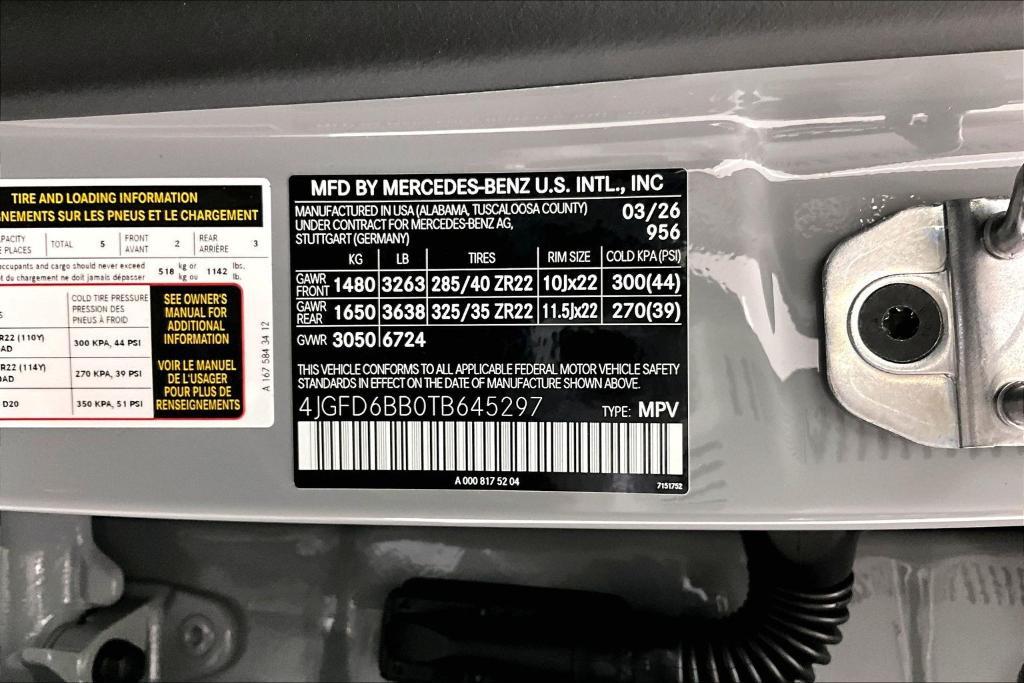 TIRE AND LOADING INFORMATION
SUR LES PNEUS ET LE CHARGEMENT
TOTAL 5 FRONT AVANT 2 REAR ARRIÈRE 3
PLACES
occupants and cargo should never exceed 518 kg or kg ou 1142 lbs. lb.
du chargement ne doit jamais dépasser
COLD TIRE PRESSURE
PRESSION DES
PNEUS À FROID
R22 (110Y)
300 KPA, 44 PSI
R22 (114Y)
270 KPA, 39 PSI
D20 350 KPA, 51 PSI
SEE OWNER'S
MANUAL FOR
ADDITIONAL
INFORMATION
VOIR LE MANUEL
DE L'USAGER
POUR PLUS DE
RENSEIGNEMENTS
A 167 584 34 12
MFD BY MERCEDES-BENZ U.S. INTL., INC
MANUFACTURED IN USA (ALABAMA, TUSCALOOSA COUNTY) 03/26
UNDER CONTRACT FOR MERCEDES-BENZ AG, 956
STUTTGART (GERMANY)
KG LB TIRES RIM SIZE COLD KPA (PSI)
GAWR FRONT 1480 3263 285/40 ZR22 10Jx22 300(44)
GAWR REAR 1650 3638 325/35 ZR22 11.5Jx22 270(39)
GWWR 3050 6724
THIS VEHICLE CONFORMS TO ALL APPLICABLE FEDERAL MOTOR VEHICLE SAFETY
STANDARDS IN EFFECT ON THE DATE OF MANUFACTURE SHOWN ABOVE.
4JGFD6BB0TB645297 TYPE: MPV
A 000 817 52 04
7151752